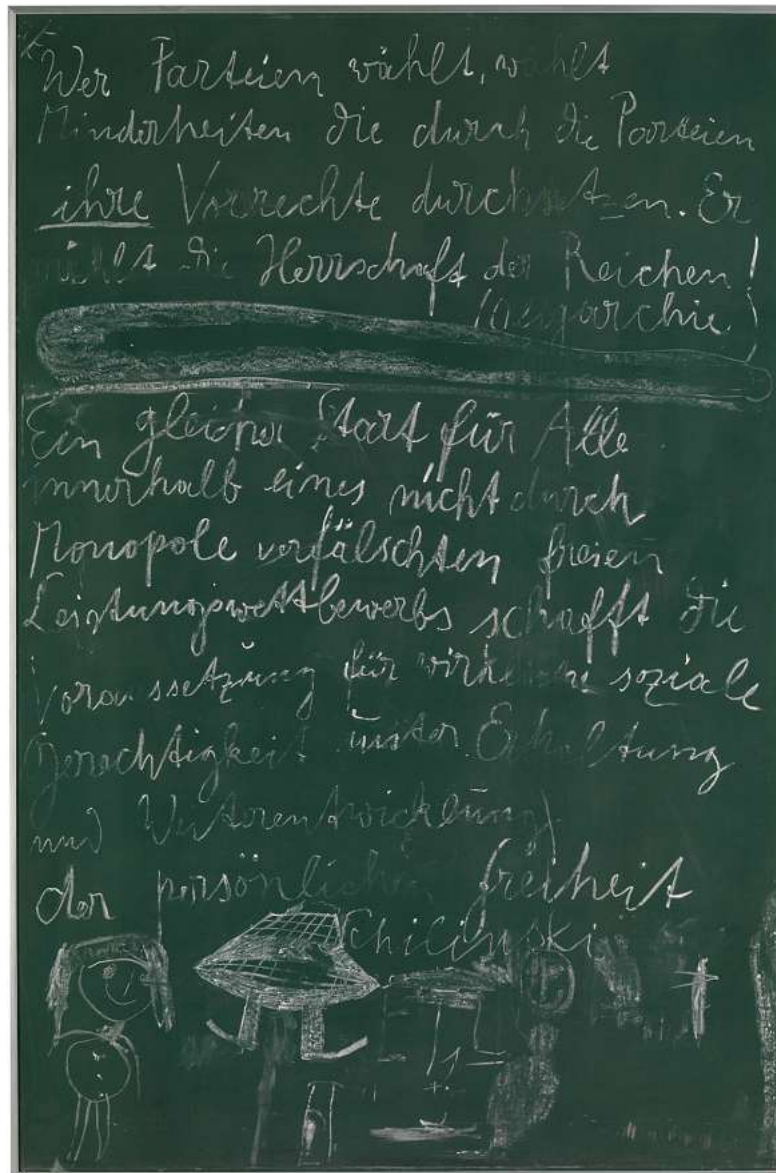 Wer Parteien wählt, wählt
Minderheiten die durch die Parteien
ihre Vorrechte durchsetzen. Er
wählt die Herrschaft der Reichen!
(Oligarchie)
Ein gleicher Start für Alle
innerhalb eines nicht durch
Monopole verfälschten freien
Leistungswettbewerbs schafft die
Voraussetzung für wirkliche soziale
Gerechtigkeit unter Erhaltung
und Weiterentwicklung
der persönlichen Freiheit
Schilinski